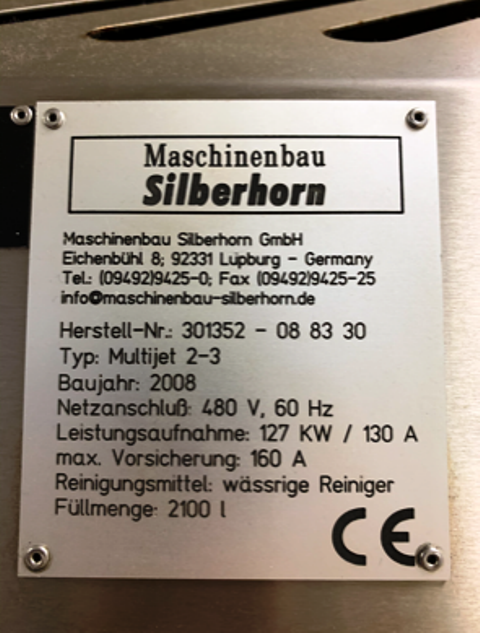 Maschinenbau
Silberhorn
Maschinenbau Silberhorn GmbH
Eichenbühl 8; 92331 Lupburg - Germany
Tel.: (09492)9425-0; Fax (09492)9425-25
info@maschinenbau-silberhorn.de
Herstell-Nr.: 301352 - 08 83 30
Typ: Multijet 2-3
Baujahr: 2008
Netzanschluß: 480 V, 60 Hz
Leistungsaufnahme: 127 KW / 130 A
max. Vorsicherung: 160 A
Reinigungsmittel: wässrige Reiniger
Füllmenge: 2100 l
CE